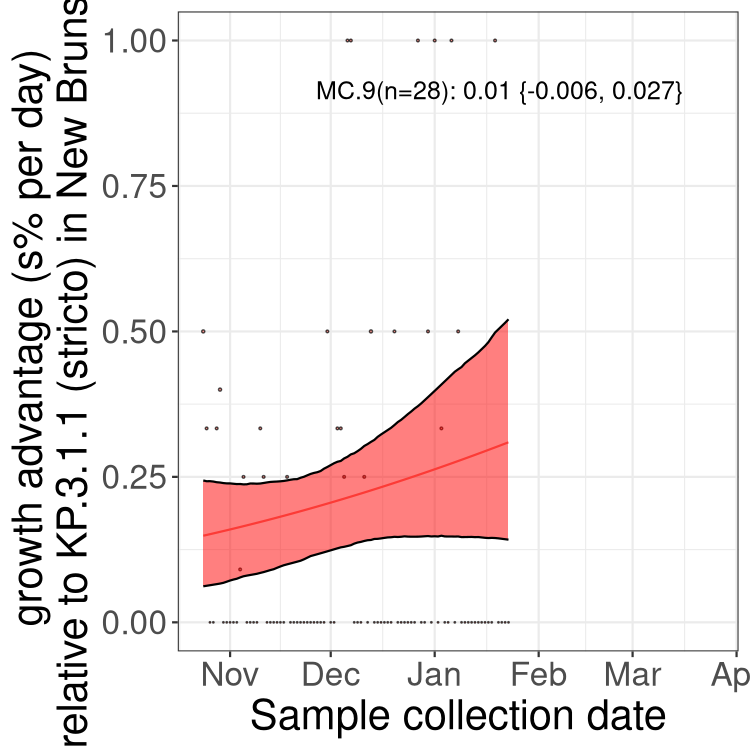 growth advantage (s% per day)
relative to KP.3.1.1 (stricto) in New Bruns
1.00
0.75
0.50
0.25
0.00
MC.9(n=28): 0.01 {-0.006, 0.027}
Nov Dec Jan Feb Mar Ap
Sample collection date